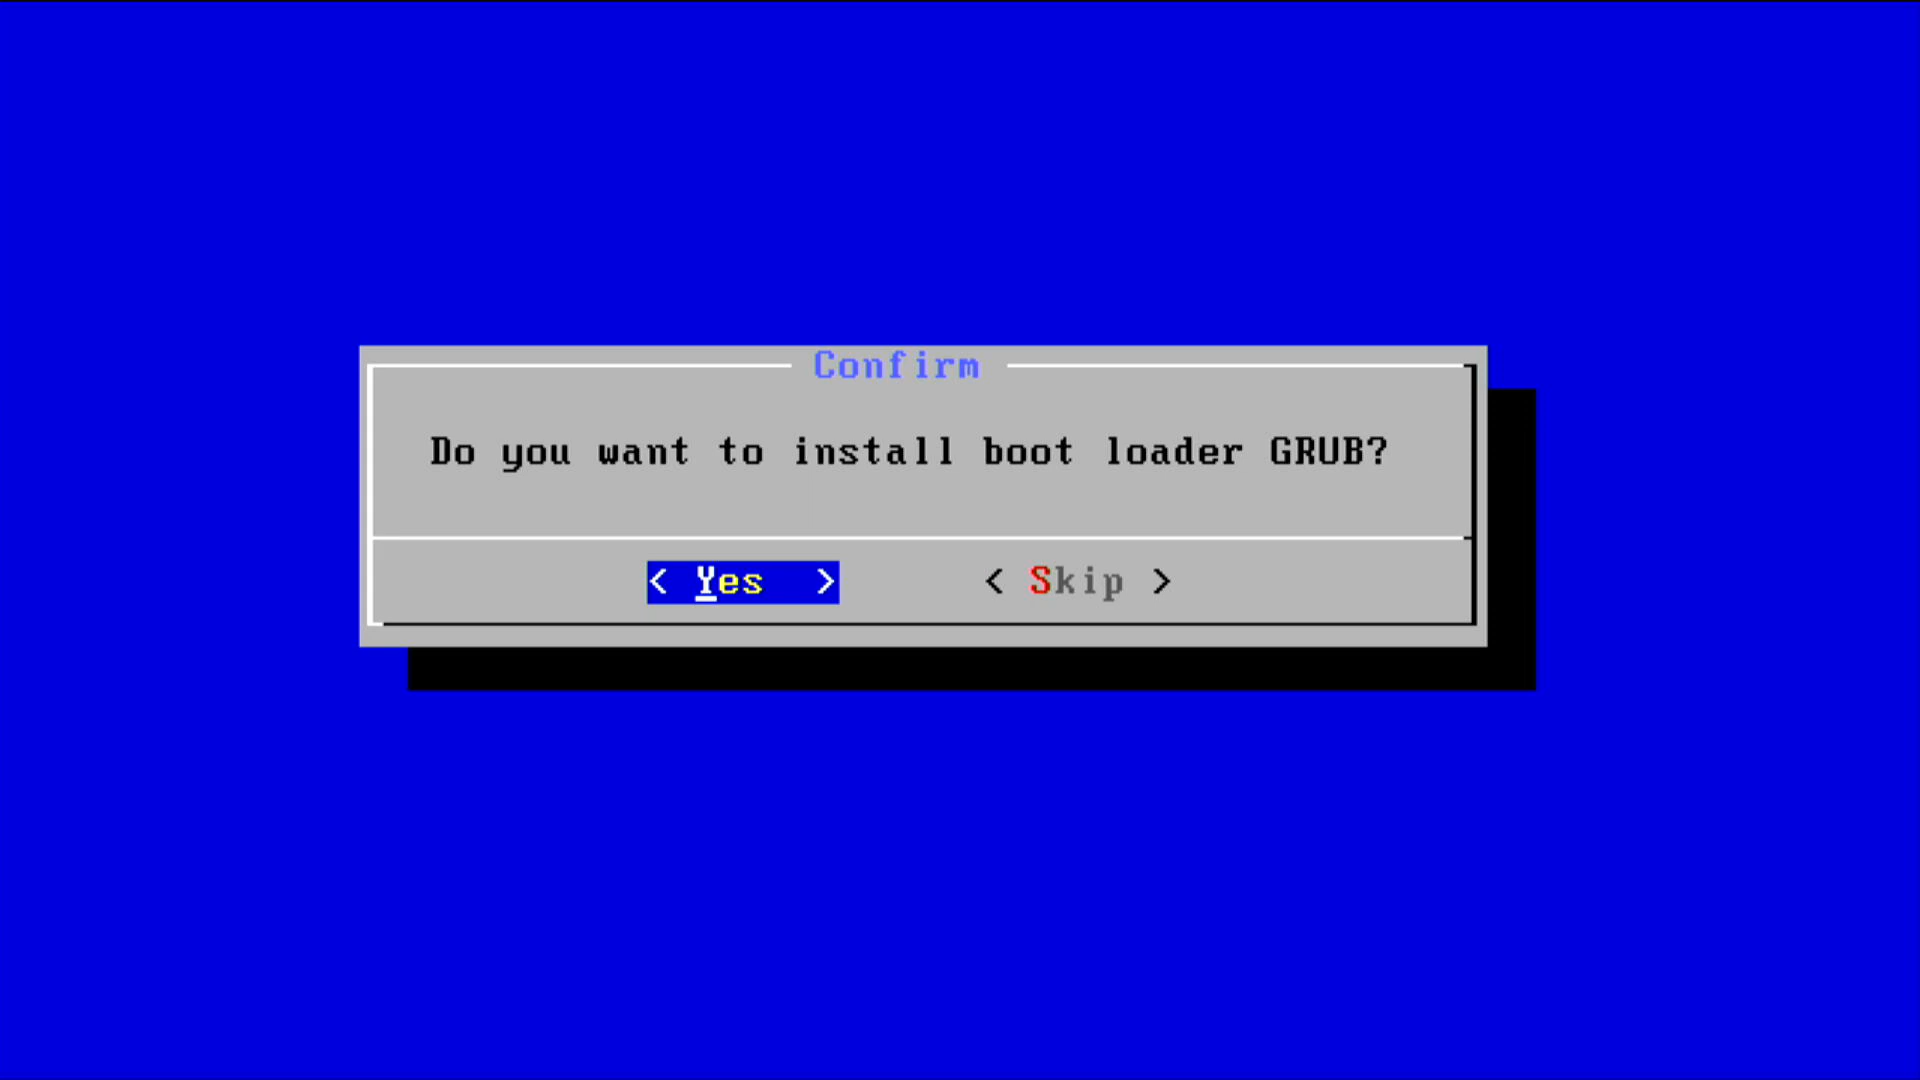 Confirm
Do you want to install boot loader GRUB?
< Yes > < Skip >